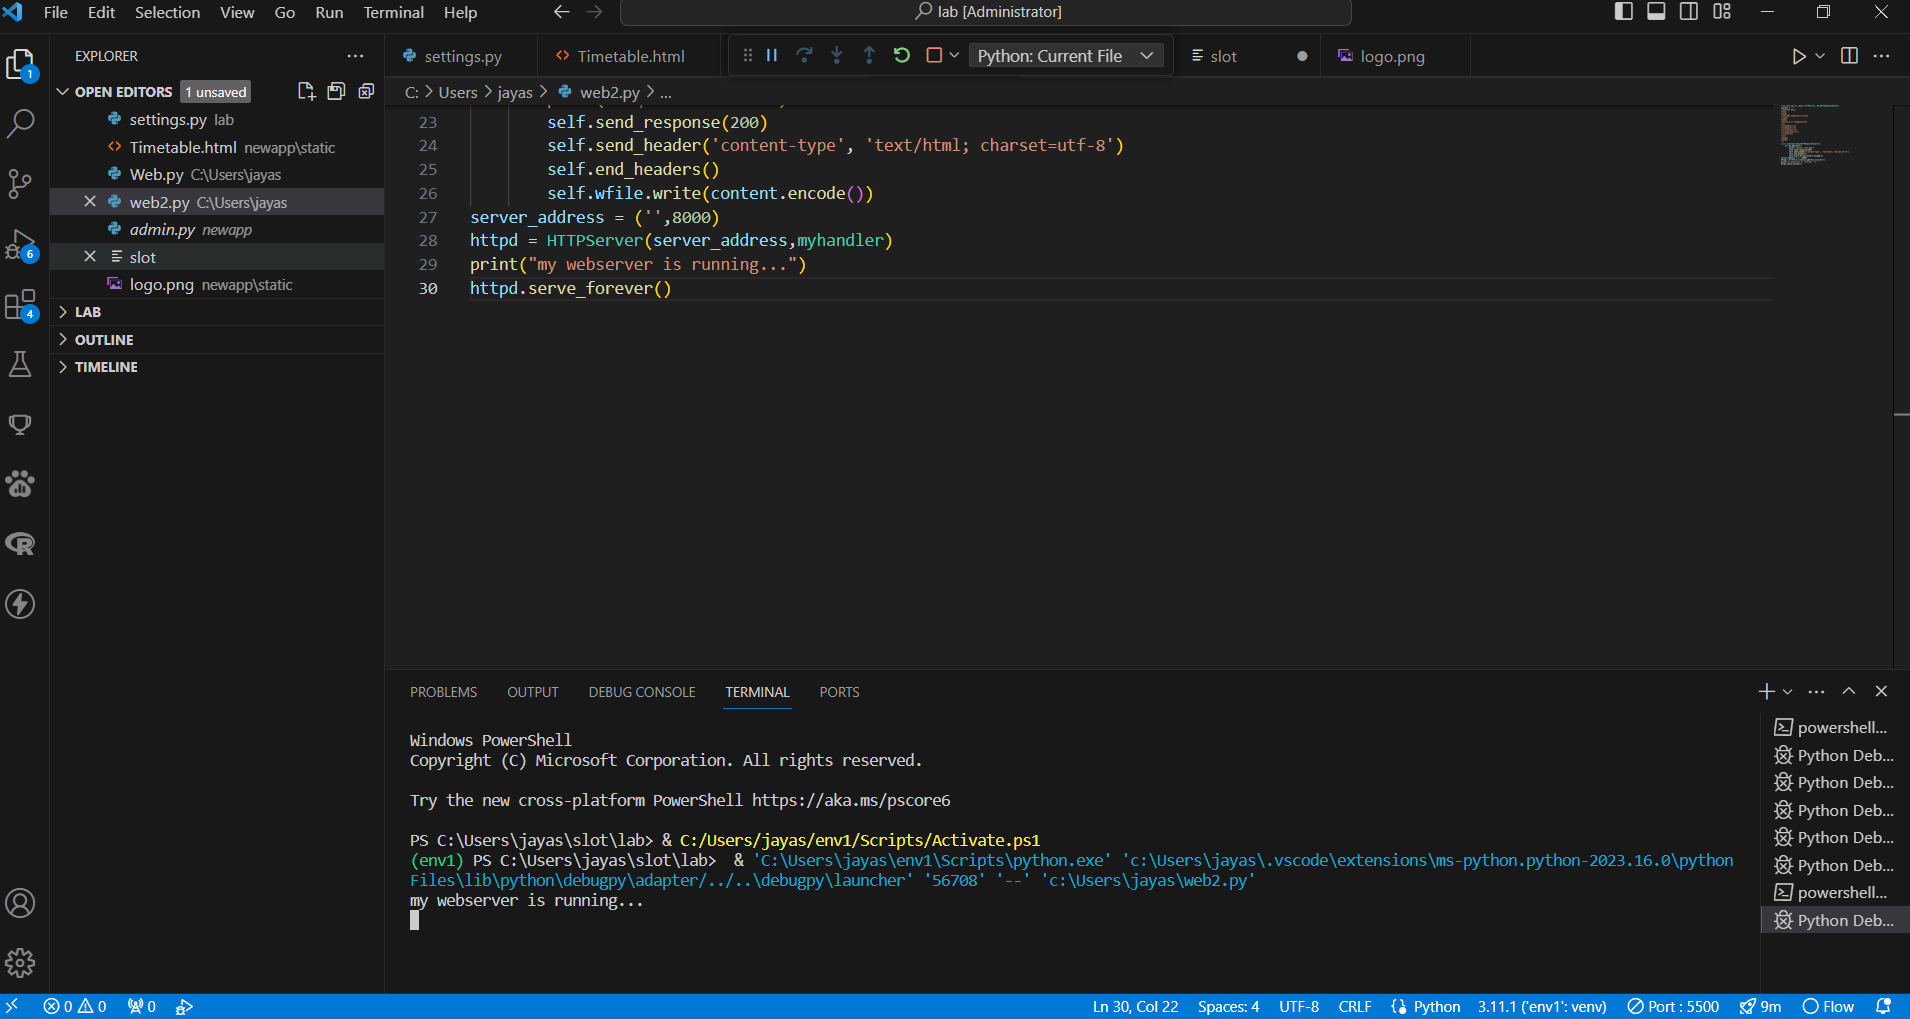 File Edit Selection View Go Run Terminal Help
lab [Administrator]
EXPLORER
OPEN EDITORS 1 unsaved
settings.py lab
Timetable.html newapp\static
Web.py C:\Users\jayas
web2.py C:\Users\jayas
admin.py newapp
slot
logo.png newapp\static
LAB
OUTLINE
TIMELINE
1
6
4
settings.py Timetable.html Python: Current File slot logo.png
C: > Users > jayas > web2.py > ...
23 self.send_response(200)
24 self.send_header('content-type', 'text/html; charset=utf-8')
25 self.end_headers()
26 self.wfile.write(content.encode())
27 server_address = ('',8000)
28 httpd = HTTPServer(server_address,myhandler)
29 print("my webserver is running...")
30 httpd.serve_forever()
PROBLEMS OUTPUT DEBUG CONSOLE TERMINAL PORTS
Windows PowerShell
Copyright (C) Microsoft Corporation. All rights reserved.
Try the new cross-platform PowerShell https://aka.ms/pscore6
PS C:\Users\jayas\slot\lab> & C:/Users/jayas/env1/Scripts/Activate.ps1
(env1) PS C:\Users\jayas\slot\lab>  & 'C:\Users\jayas\env1\Scripts\python.exe' 'c:\Users\jayas\.vscode\extensions\ms-python.python-2023.16.0\python
Files\lib\python\debugpy\adapter/../..\debugpy\launcher' '56708' '--' 'c:\Users\jayas\web2.py'
my webserver is running...
powershell...
Python Deb...
Python Deb...
Python Deb...
Python Deb...
Python Deb...
powershell...
Python Deb...
0 0 0 Ln 30, Col 22 Spaces: 4 UTF-8 CRLF Python 3.11.1 ('env1': venv) Port : 5500 9m Flow